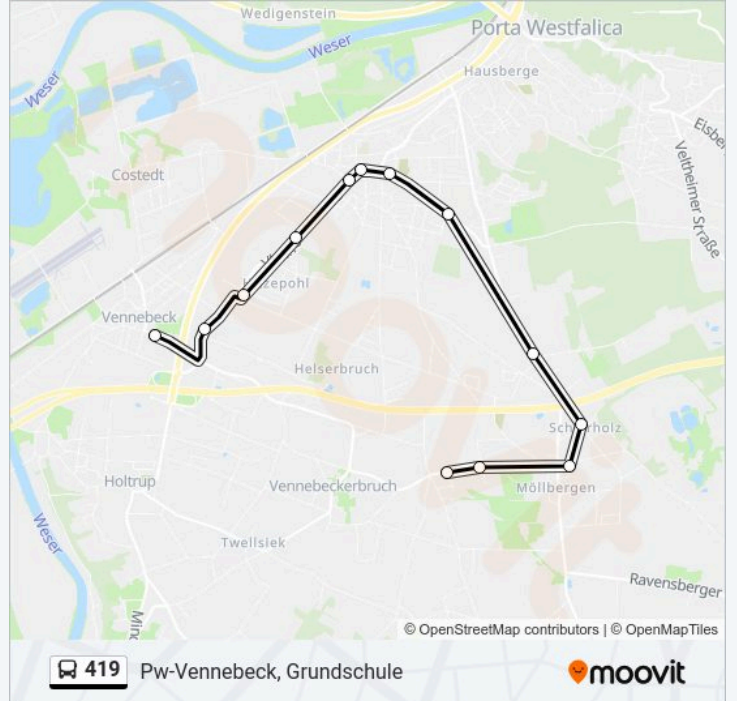 Wedigenstein
Porta Westfalica
Weser
Hausberge
Weser
Costedt
Veltheimer Straße
Vennebeck
Helserbruch
Holtrup
Vennebeckerbruch
Möllbergen
Weser
Twellsiek
Ravensberger
© OpenStreetMap contributors | © OpenMapTiles
419 Pw-Vennebeck, Grundschule
moovit